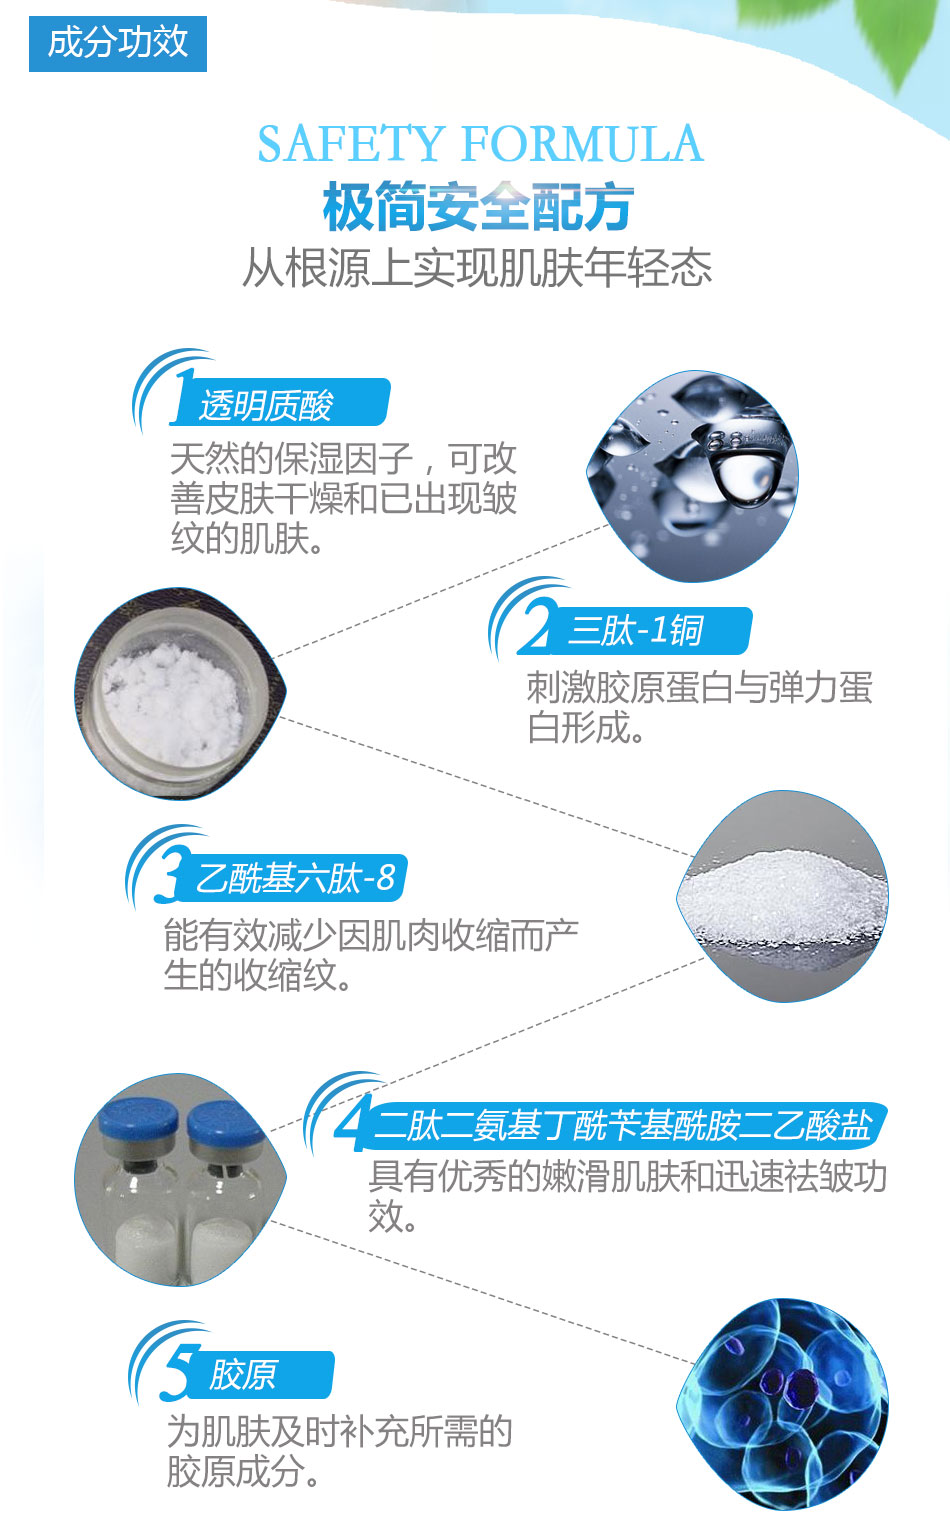 成分功效
SAFETY FORMULA
极简安全配方
从根源上实现肌肤年轻态
1 透明质酸
天然的保湿因子，可改
善皮肤干燥和已出现皱
纹的肌肤。
2 三肽-1铜
刺激胶原蛋白与弹力蛋
白形成。
3 乙酰基六肽-8
能有效减少因肌肉收缩而产
生的收缩纹。
4 二肽二氨基丁酰苄基酰胺二乙酸盐
具有优秀的嫩滑肌肤和迅速祛皱功
效。
5 胶原
为肌肤及时补充所需的
胶原成分。